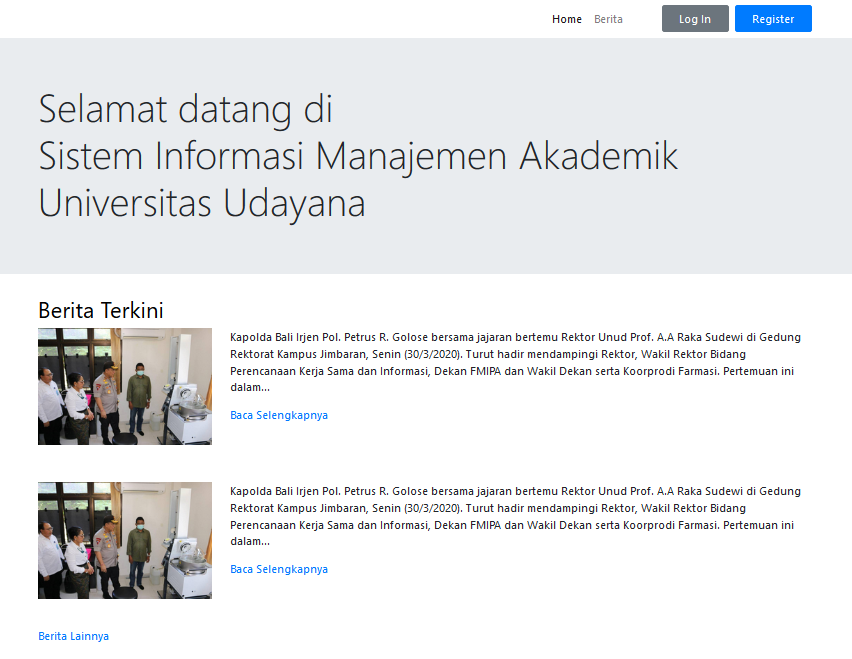 Home Berita Log In Register
Selamat datang di
Sistem Informasi Manajemen Akademik
Universitas Udayana
Berita Terkini
Kapolda Bali Irjen Pol. Petrus R. Golose bersama jajaran bertemu Rektor Unud Prof. A.A Raka Sudewi di Gedung
Rektorat Kampus Jimbaran, Senin (30/3/2020). Turut hadir mendampingi Rektor, Wakil Rektor Bidang
Perencanaan Kerja Sama dan Informasi, Dekan FMIPA dan Wakil Dekan serta Koorprodi Farmasi. Pertemuan ini
dalam...
Baca Selengkapnya
Kapolda Bali Irjen Pol. Petrus R. Golose bersama jajaran bertemu Rektor Unud Prof. A.A Raka Sudewi di Gedung
Rektorat Kampus Jimbaran, Senin (30/3/2020). Turut hadir mendampingi Rektor, Wakil Rektor Bidang
Perencanaan Kerja Sama dan Informasi, Dekan FMIPA dan Wakil Dekan serta Koorprodi Farmasi. Pertemuan ini
dalam...
Baca Selengkapnya
Berita Lainnya